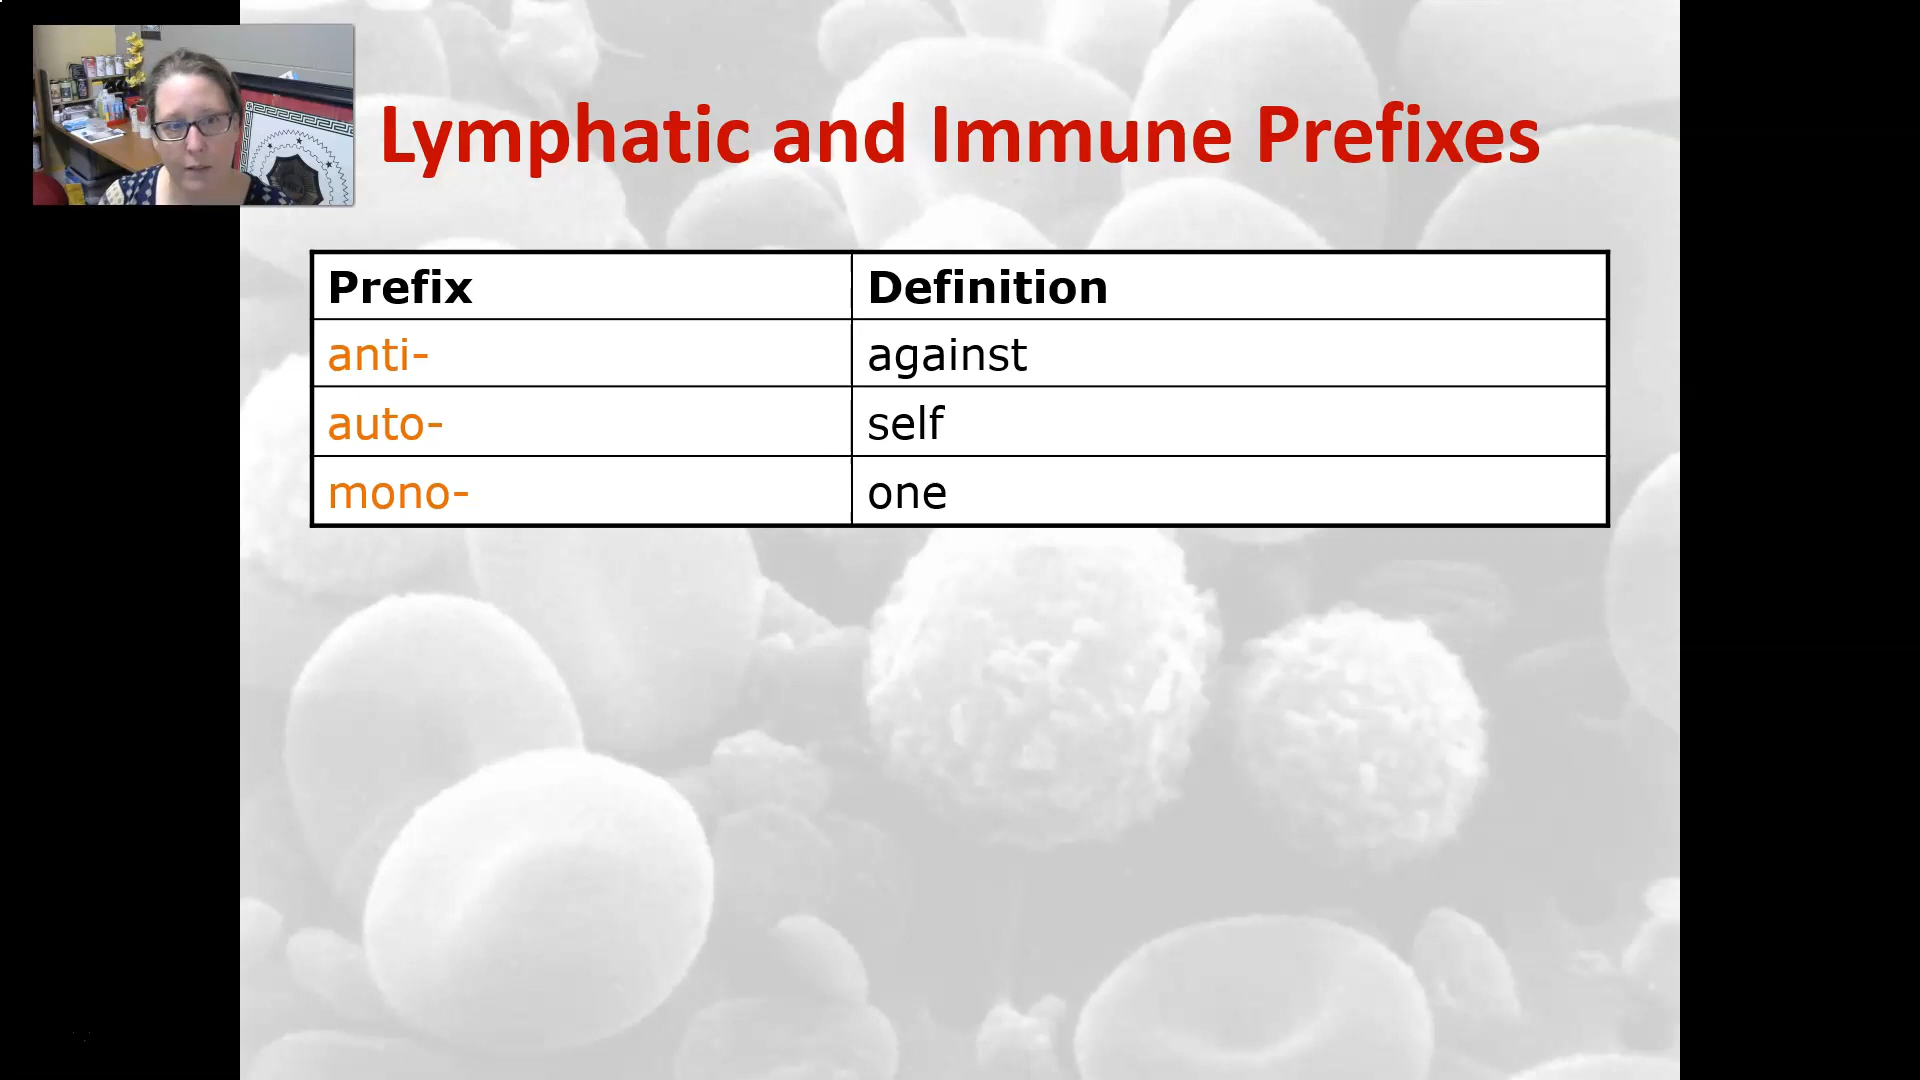 Lymphatic and Immune Prefixes
Prefix Definition
anti- against
auto- self
mono- one